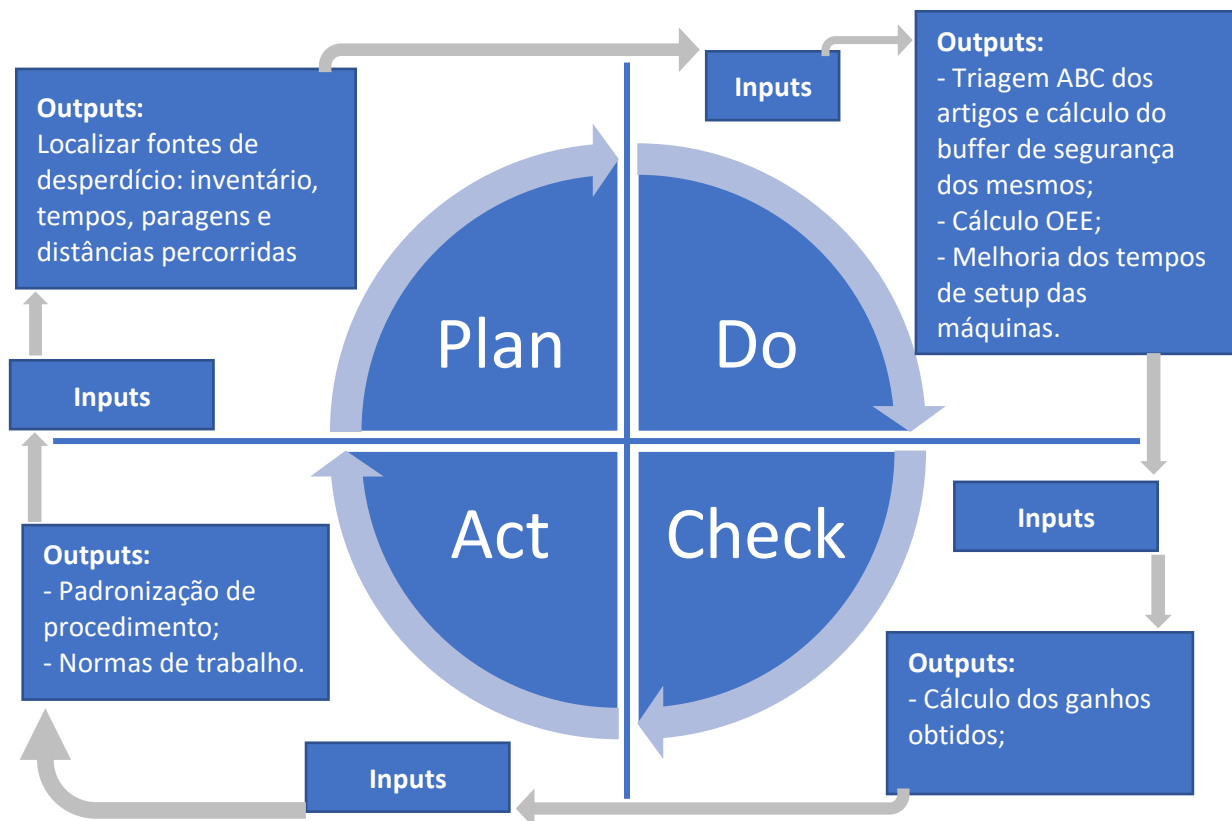 Outputs:
Localizar fontes de
desperdício: inventário,
tempos, paragens e
distâncias percorridas
Inputs
Outputs:
- Triagem ABC dos
artigos e cálculo do
buffer de segurança
dos mesmos;
- Cálculo OEE;
- Melhoria dos tempos
de setup das
máquinas.
Plan
Do
Inputs
Act
Check
Inputs
Outputs:
- Padronização de
procedimento;
- Normas de trabalho.
Outputs:
- Cálculo dos ganhos
obtidos;
Inputs